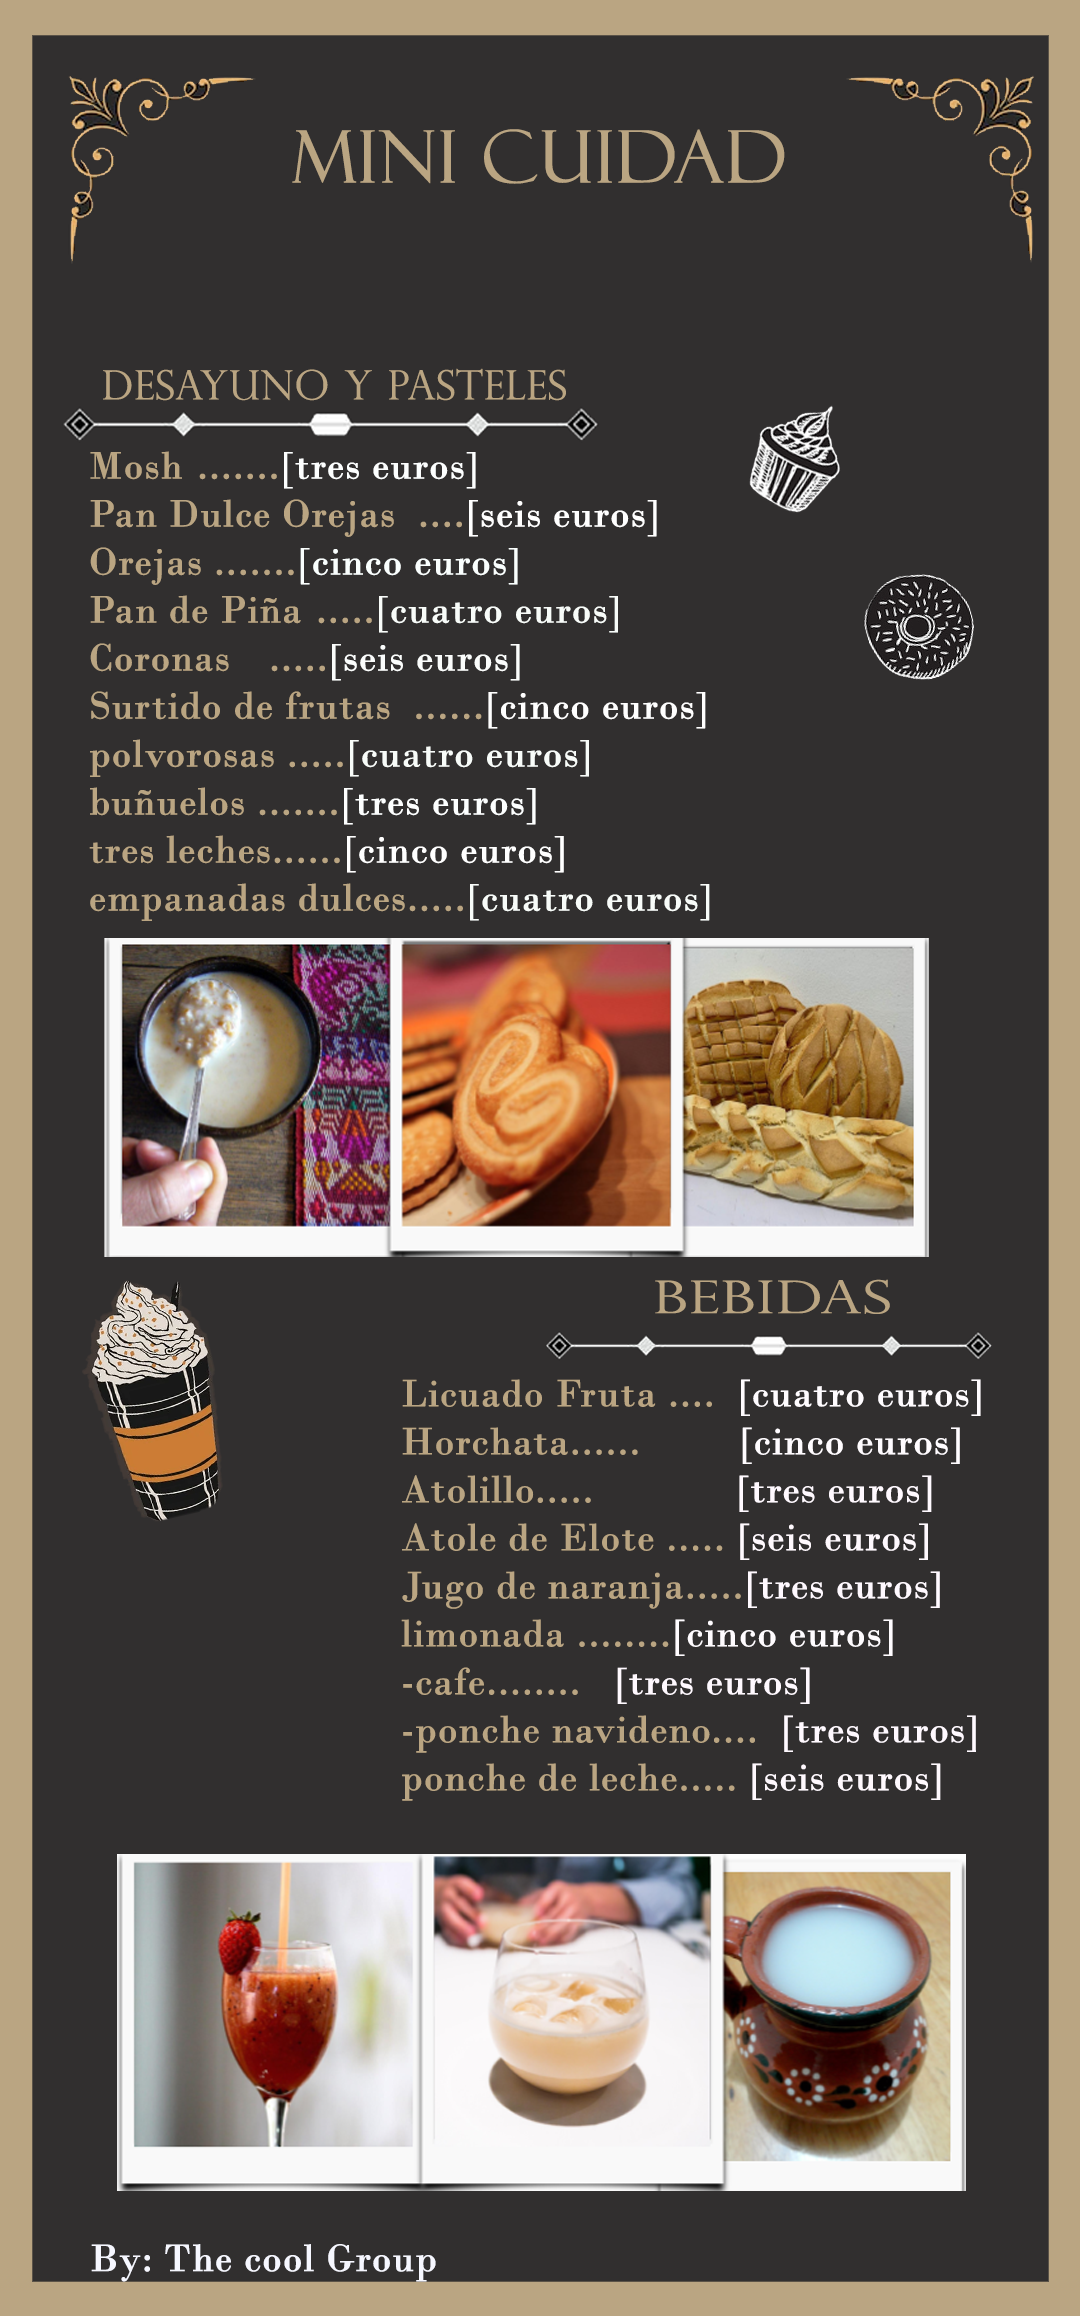 MINI CUIDAD
DESAYUNO Y PASTELES
Mosh .......[tres euros]
Pan Dulce Orejas ....[seis euros]
Orejas .......[cinco euros]
Pan de Piña .....[cuatro euros]
Coronas .....[seis euros]
Surtido de frutas ......[cinco euros]
polvorosas .....[cuatro euros]
buñuelos .......[tres euros]
tres leches......[cinco euros]
empanadas dulces.....[cuatro euros]
BEBIDAS
Licuado Fruta .... [cuatro euros]
Horchata...... [cinco euros]
Atolillo..... [tres euros]
Atole de Elote ..... [seis euros]
Jugo de naranja.....[tres euros]
limonada ........[cinco euros]
-cafe........ [tres euros]
-ponche navideno.... [tres euros]
ponche de leche..... [seis euros]
By: The cool Group